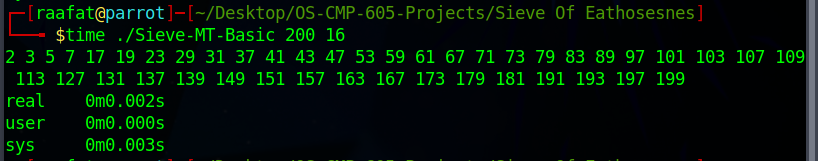 ┌─[raafat@parrot]─[~/Desktop/OS-CMP-605-Projects/Sieve Of Eathosesnes]
└──╼ $time ./Sieve-MT-Basic 200 16
2 3 5 7 17 19 23 29 31 37 41 43 47 53 59 61 67 71 73 79 83 89 97 101 103 107 109
113 127 131 137 139 149 151 157 163 167 173 179 181 191 193 197 199
real 0m0.002s
user 0m0.000s
sys 0m0.003s